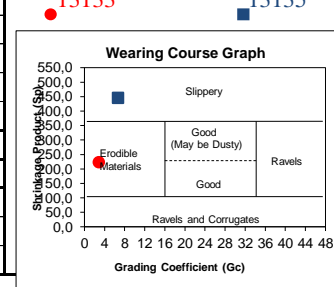 15133 15135
Wearing Course Graph
Shrinkage Product (Sp)
550,0
500,0
450,0
400,0
350,0
300,0
250,0
200,0
150,0
100,0
50,0
0,0
Slippery
Erodible
Materials
Good
(May be Dusty)
Good
Ravels
Ravels and Corrugates
0 4 8 12 16 20 24 28 32 36 40 44 48
Grading Coefficient (Gc)